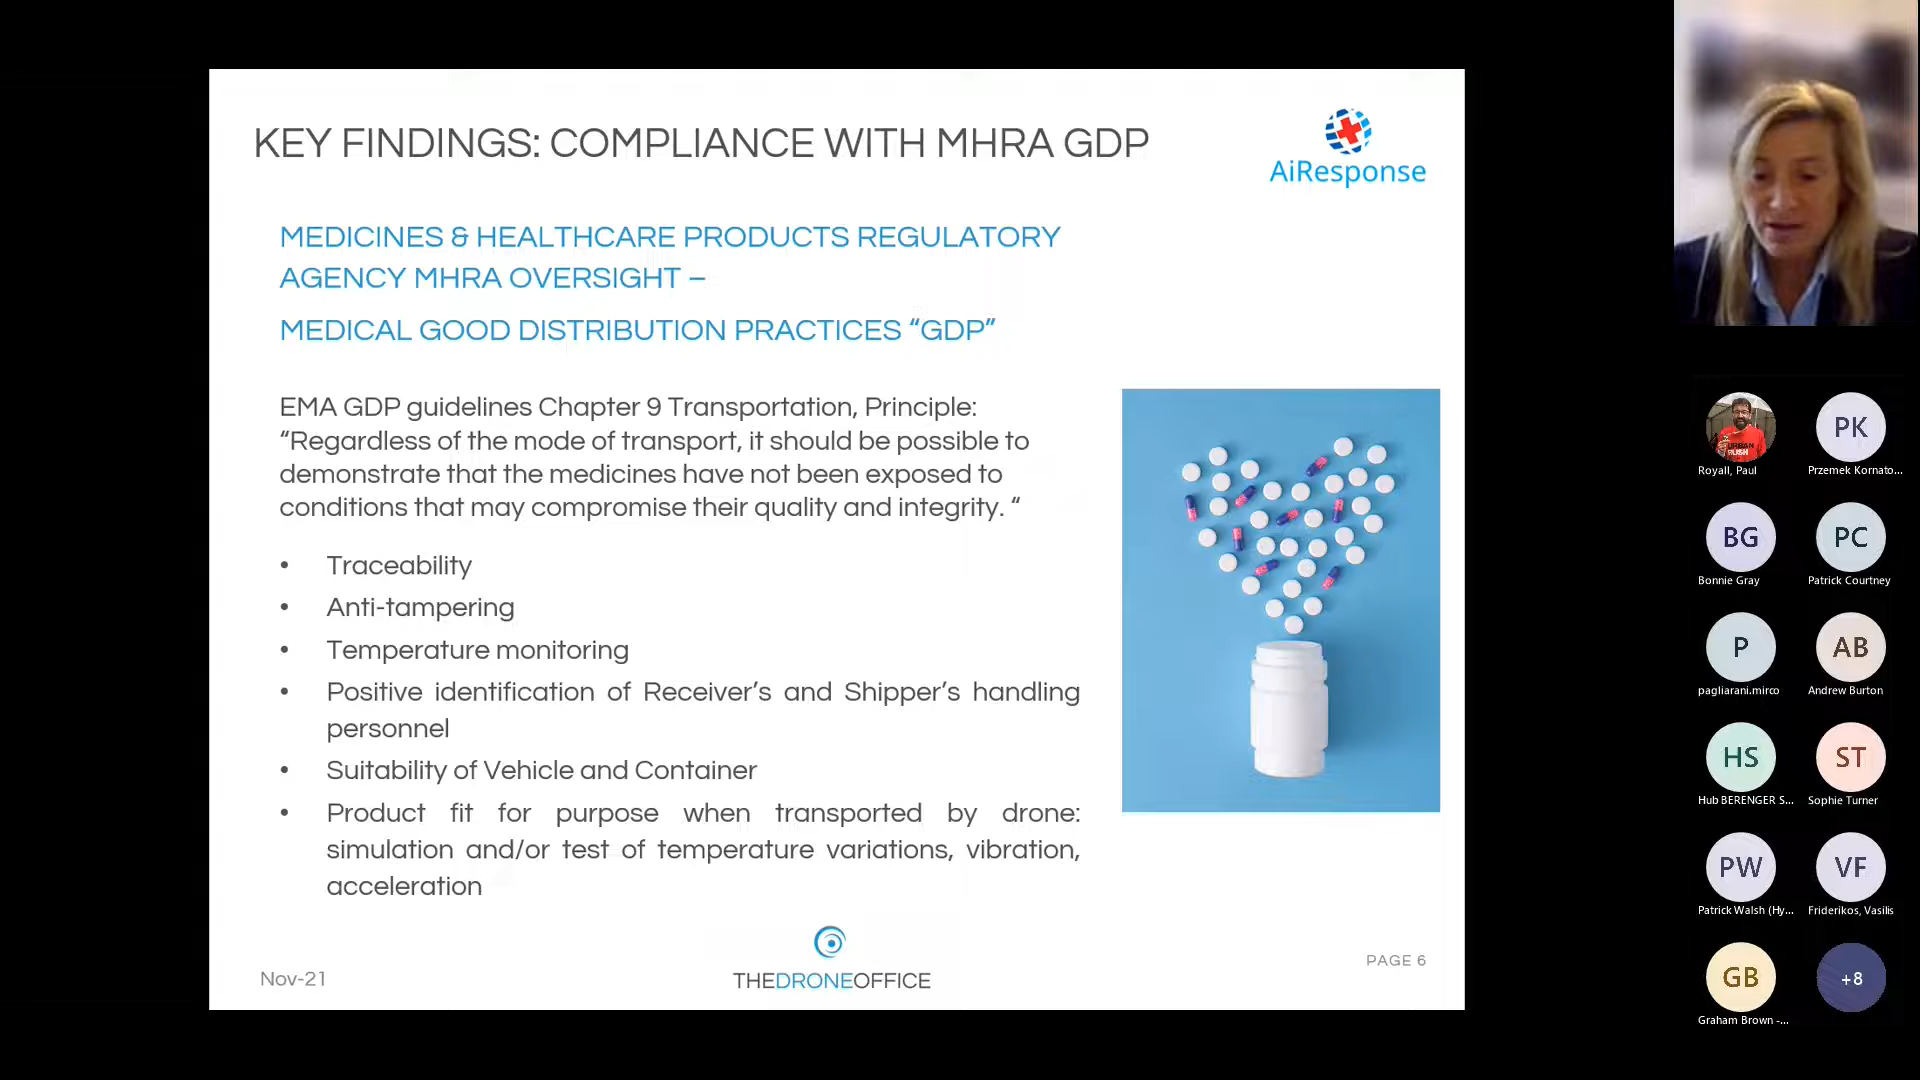 KEY FINDINGS: COMPLIANCE WITH MHRA GDP
AiResponse
MEDICINES & HEALTHCARE PRODUCTS REGULATORY
AGENCY MHRA OVERSIGHT –
MEDICAL GOOD DISTRIBUTION PRACTICES “GDP”
EMA GDP guidelines Chapter 9 Transportation, Principle:
“Regardless of the mode of transport, it should be possible to
demonstrate that the medicines have not been exposed to
conditions that may compromise their quality and integrity. “
• Traceability
• Anti-tampering
• Temperature monitoring
• Positive identification of Receiver’s and Shipper’s handling
personnel
• Suitability of Vehicle and Container
• Product fit for purpose when transported by drone:
simulation and/or test of temperature variations, vibration,
acceleration
Nov-21
THEDRONEOFFICE
PAGE 6
URBAN
RUSH
Royall, Paul
PK
Przemek Kornato...
BG
Bonnie Gray
PC
Patrick Courtney
P
pagliarani.mirco
AB
Andrew Burton
HS
Hub BERENGER S...
ST
Sophie Turner
PW
Patrick Walsh (Hy...
VF
Friderikos, Vasilis
GB
Graham Brown -...
+8